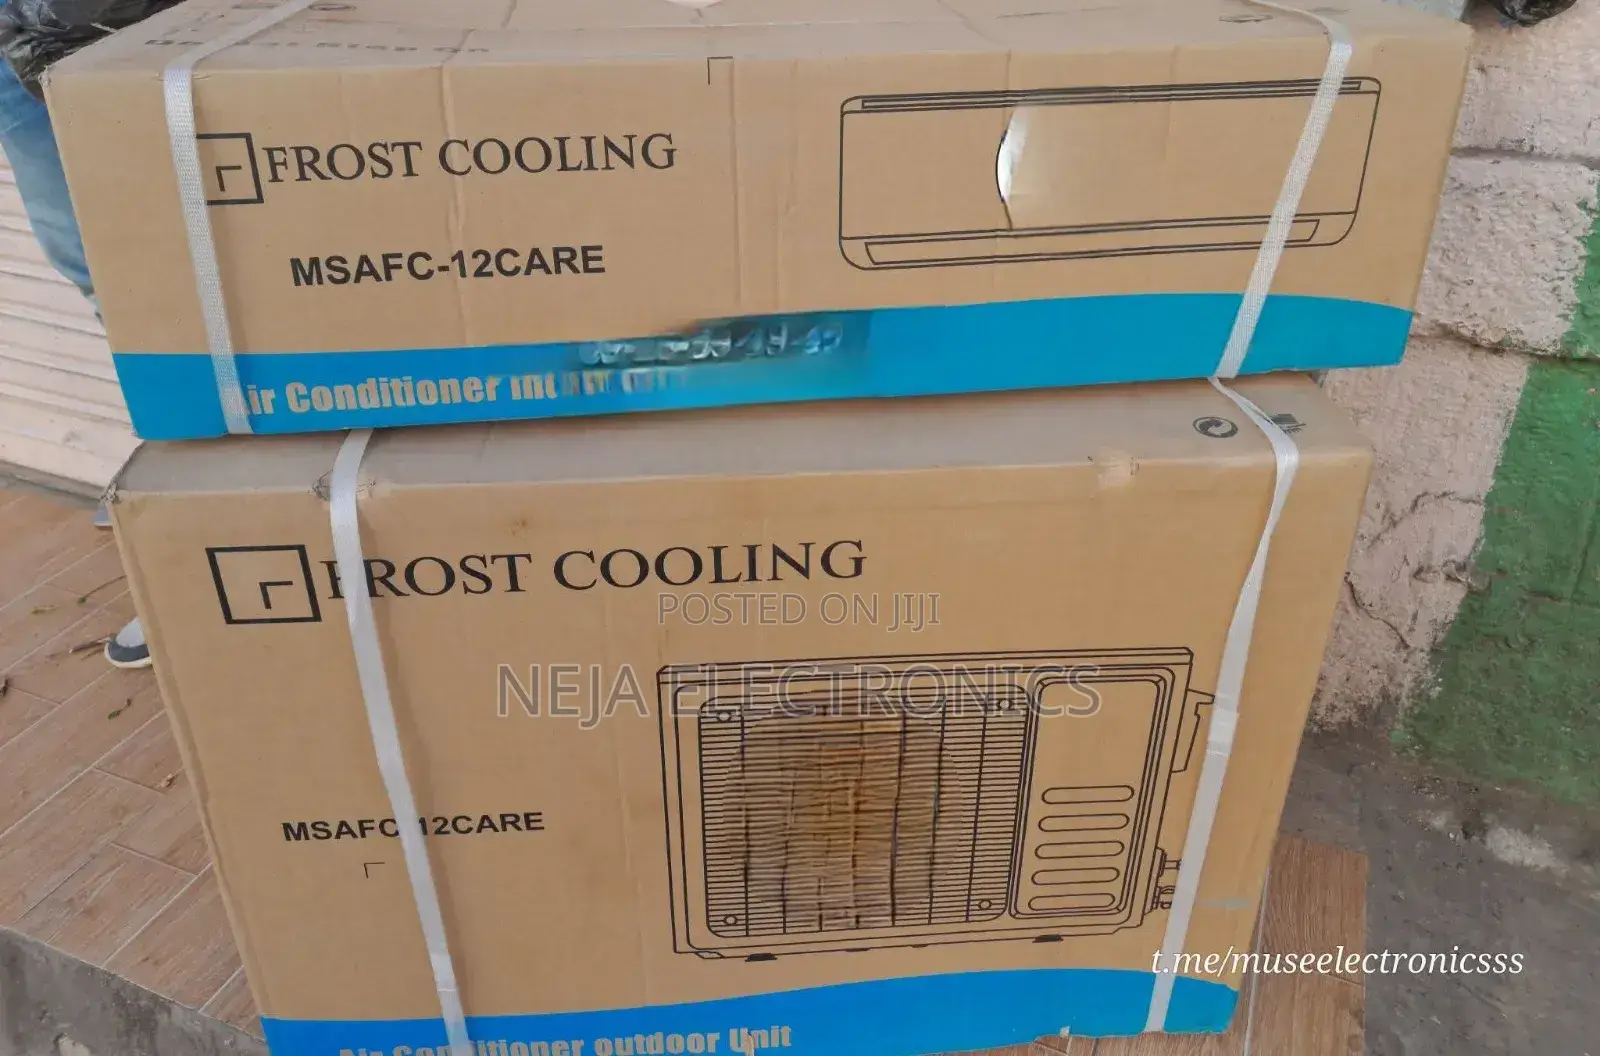 FROST COOLING
MSAFC-12CARE
Air Conditioner
FROST COOLING
POSTED ON JIJI
NEJA ELECTRONICS
MSAFC-12CARE
t.me/museelectronicsss
Air Conditioner outdoor Unit